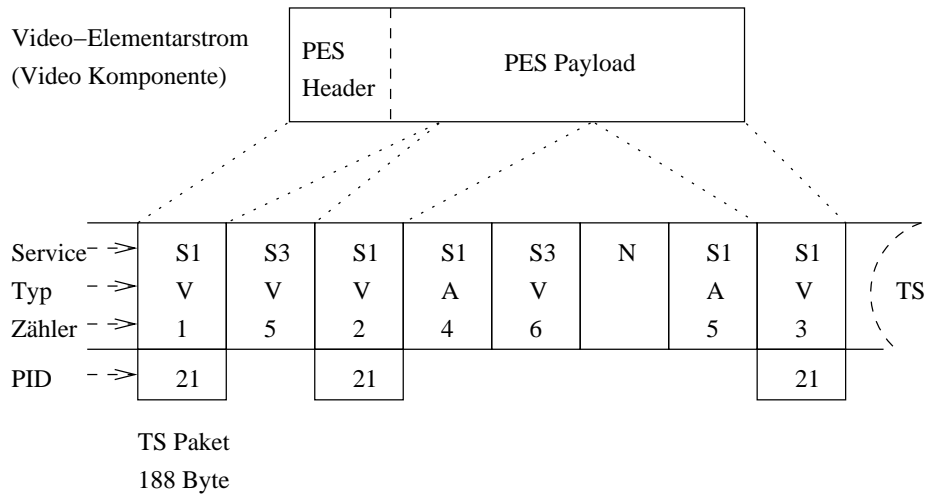 Video–Elementarstrom
(Video Komponente)
PES
Header
PES Payload
Service S1 S3 S1 S1 S3 N S1 S1
Typ V V V A V A V TS
Zähler 1 5 2 4 6 5 3
PID 21 21 21
TS Paket
188 Byte